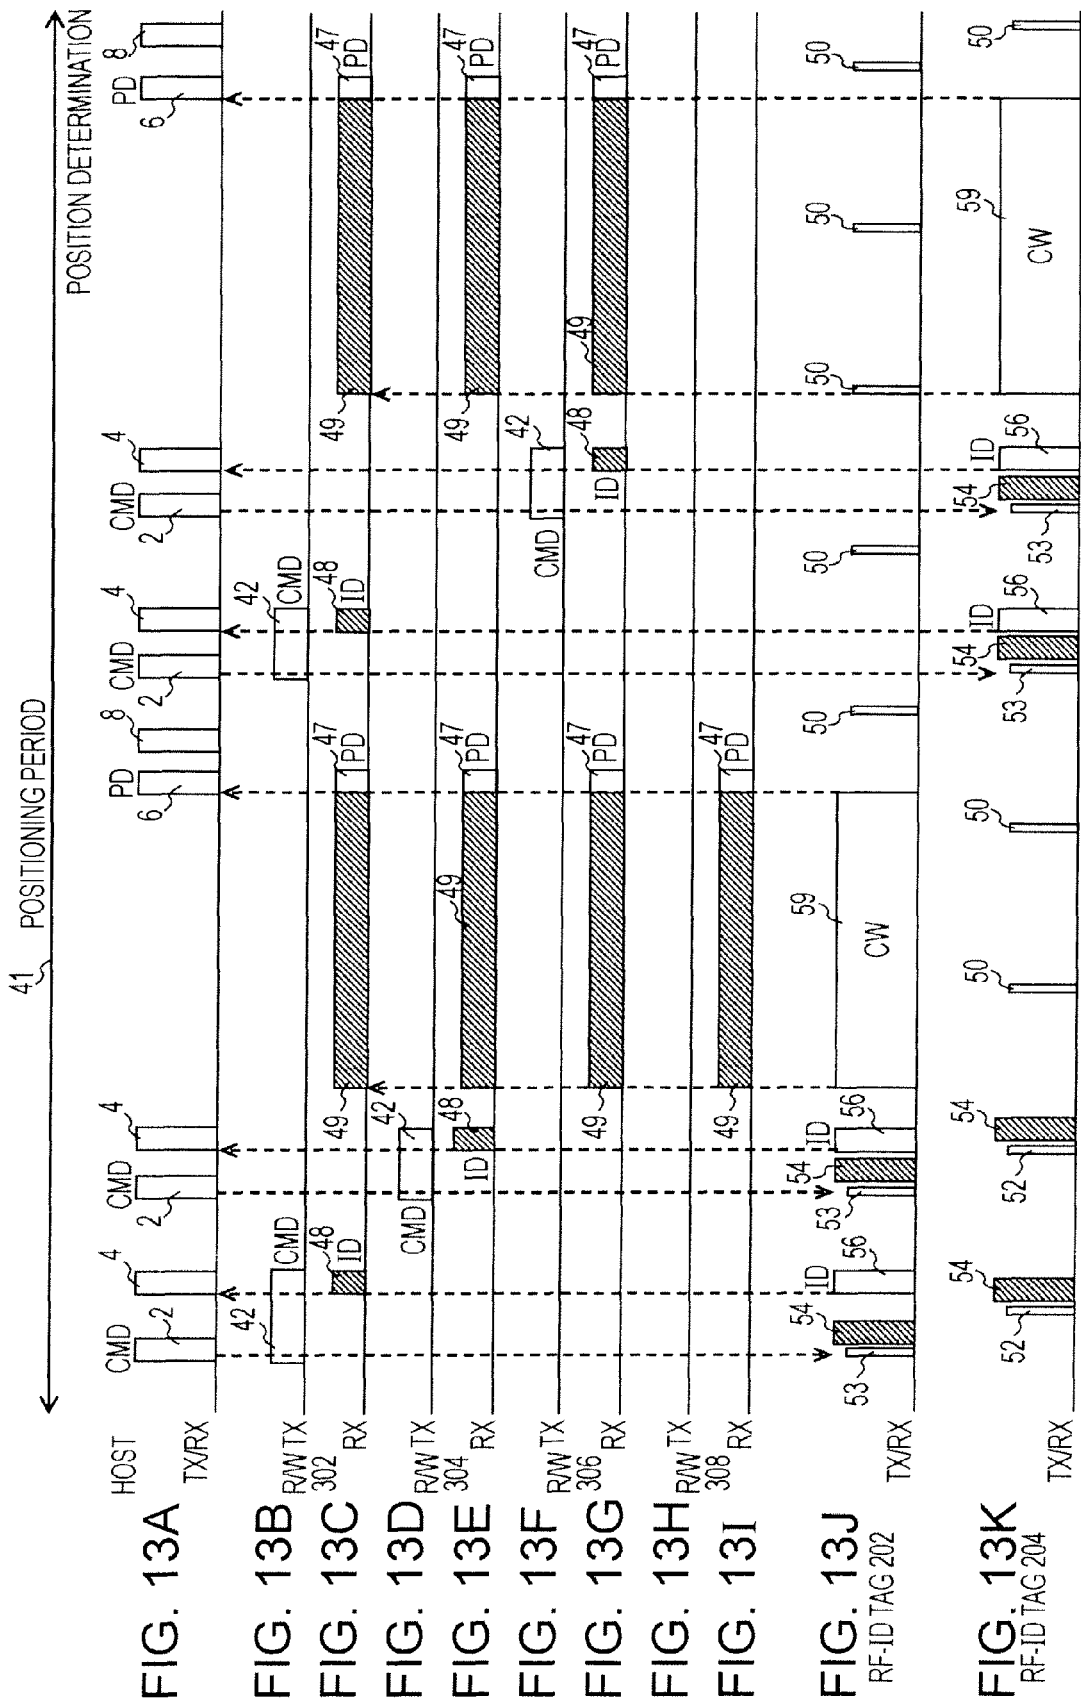 41 POSITIONING PERIOD
POSITION DETERMINATION
FIG. 13A
HOST
TX/RX
CMD 2 4 CMD 2 4 PD 6 8 CMD 2 4 CMD 2 4 PD 6 8
FIG. 13B
R/W TX
302
42 CMD 42 CMD
FIG. 13C
RX
48 ID 49 47 PD 48 ID 49 47 PD
FIG. 13D
R/W TX
304
CMD 42
FIG. 13E
RX
ID 48 49 47 PD 49 47 PD
FIG. 13F
R/W TX
306
CMD 42
FIG. 13G
RX
49 47 PD ID 48 49 47 PD
FIG. 13H
R/W TX
308
FIG. 13I
RX
49 47 PD
FIG. 13J
RF-ID TAG 202
TX/RX
53 54 ID 56 53 54 ID 56 59 CW 50 50 50 50 50
FIG. 13K
RF-ID TAG 204
TX/RX
52 54 52 54 50 50 53 54 ID 56 53 54 ID 56 59 CW 50